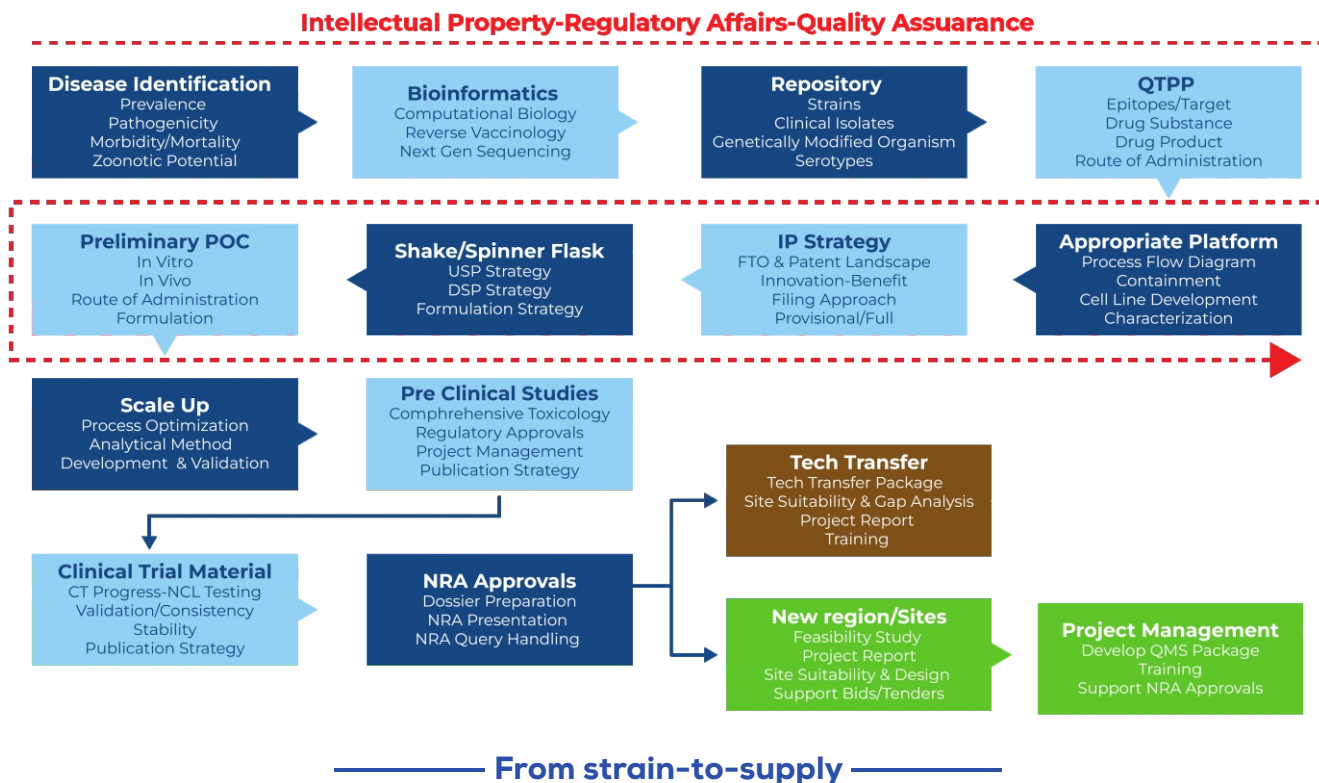 Intellectual Property-Regulatory Affairs-Quality Assuarance
Disease Identification
Prevalence
Pathogenicity
Morbidity/Mortality
Zoonotic Potential
Bioinformatics
Computational Biology
Reverse Vaccinology
Next Gen Sequencing
Repository
Strains
Clinical Isolates
Genetically Modified Organism
Serotypes
QTPP
Epitopes/Target
Drug Substance
Drug Product
Route of Administration
Preliminary POC
In Vitro
In Vivo
Route of Administration
Formulation
Shake/Spinner Flask
USP Strategy
DSP Strategy
Formulation Strategy
IP Strategy
FTO & Patent Landscape
Innovation-Benefit
Filing Approach
Provisional/Full
Appropriate Platform
Process Flow Diagram
Containment
Cell Line Development
Characterization
Scale Up
Process Optimization
Analytical Method
Development & Validation
Pre Clinical Studies
Comphrehensive Toxicology
Regulatory Approvals
Project Management
Publication Strategy
Tech Transfer
Tech Transfer Package
Site Suitability & Gap Analysis
Project Report
Training
Clinical Trial Material
CT Progress-NCL Testing
Validation/Consistency
Stability
Publication Strategy
NRA Approvals
Dossier Preparation
NRA Presentation
NRA Query Handling
New region/Sites
Feasibility Study
Project Report
Site Suitability & Design
Support Bids/Tenders
Project Management
Develop QMS Package
Training
Support NRA Approvals
From strain-to-supply